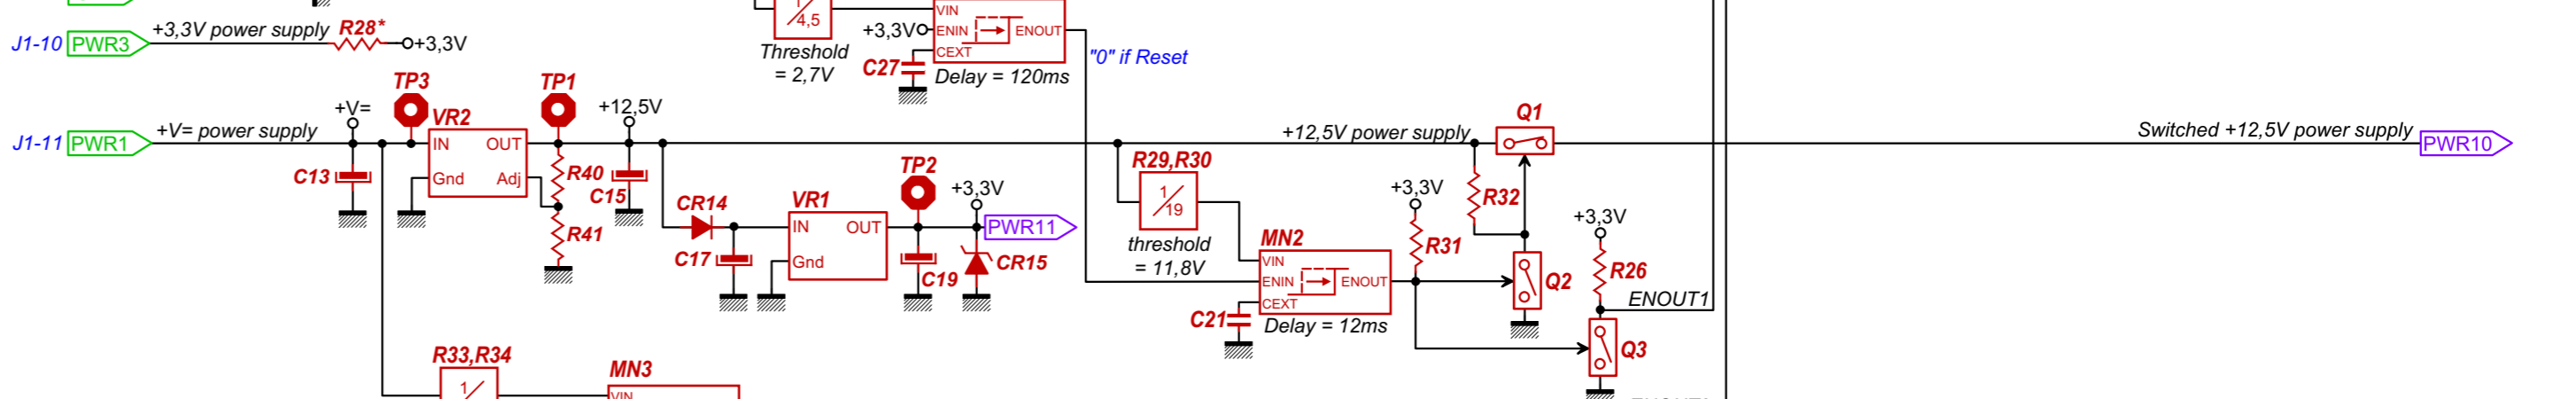 J1-10 PWR3 +3,3V power supply R28* +3,3V
1/4,5
Threshold
= 2,7V
+3,3V
VIN
ENIN
CEXT
ENOUT
C27
Delay = 120ms
"0" if Reset
J1-11 PWR1 +V= power supply
+V=
C13
TP3
VR2
IN OUT
Gnd Adj
TP1
R40
R41
+12,5V
C15
CR14
C17
VR1
IN OUT
Gnd
TP2
C19
+3,3V
PWR11
CR15
R29,R30
1/19
threshold
= 11,8V
MN2
VIN
ENIN
CEXT
ENOUT
C21
Delay = 12ms
+12,5V power supply
+3,3V
R31
R32
Q1
Q2
+3,3V
R26
ENOUT1
Q3
Switched +12,5V power supply PWR10
R33,R34
1/
MN3
VIN